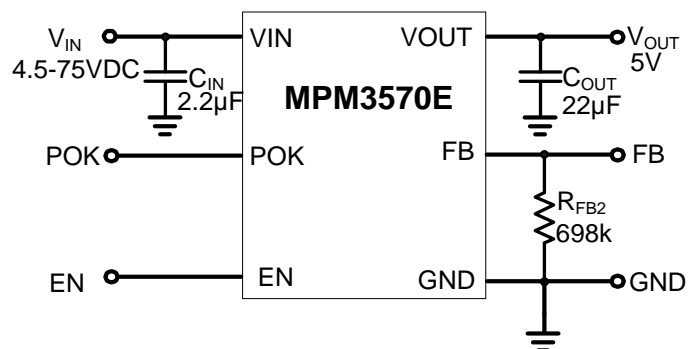 VIN VIN VOUT VOUT
4.5-75VDC CIN COUT 5V
2.2µF MPM3570E 22µF
POK POK FB FB
RFB2
698k
EN EN GND GND